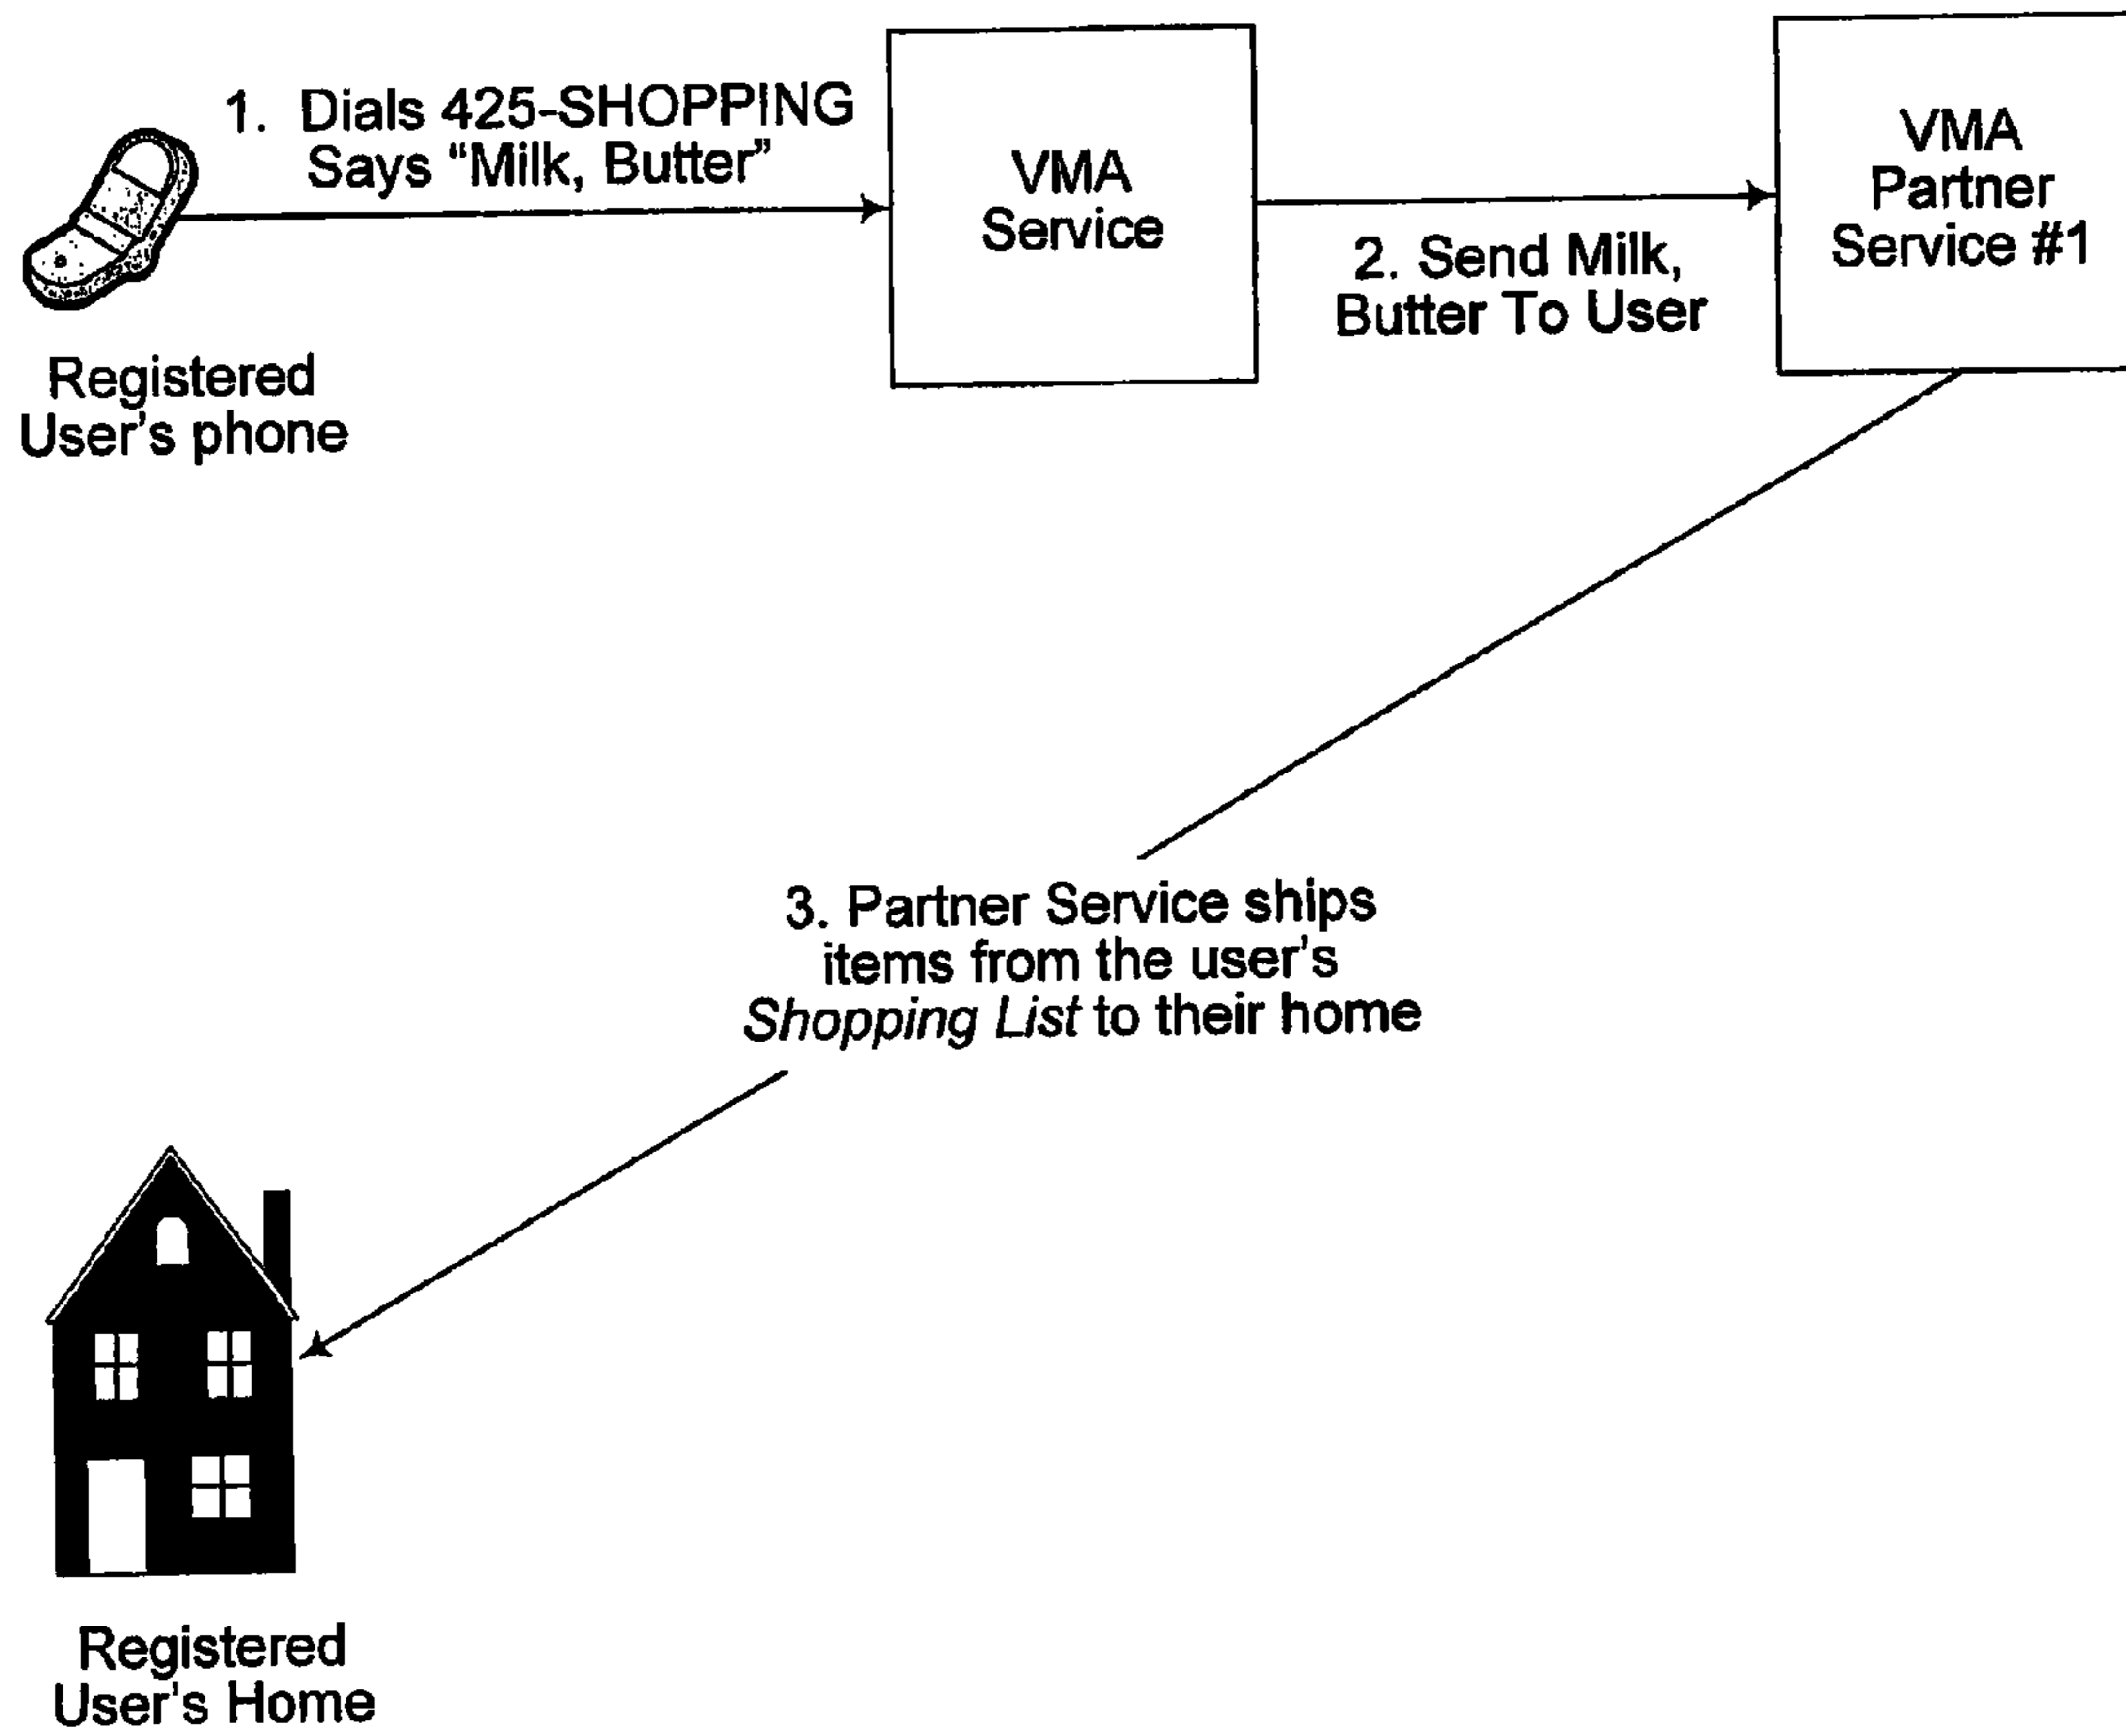 1. Dials 425-SHOPPING
Says “Milk, Butter”
VMA
Service
VMA
Partner
Service #1
2. Send Milk,
Butter To User
Registered
User's phone
3. Partner Service ships
items from the user's
Shopping List to their home
Registered
User's Home